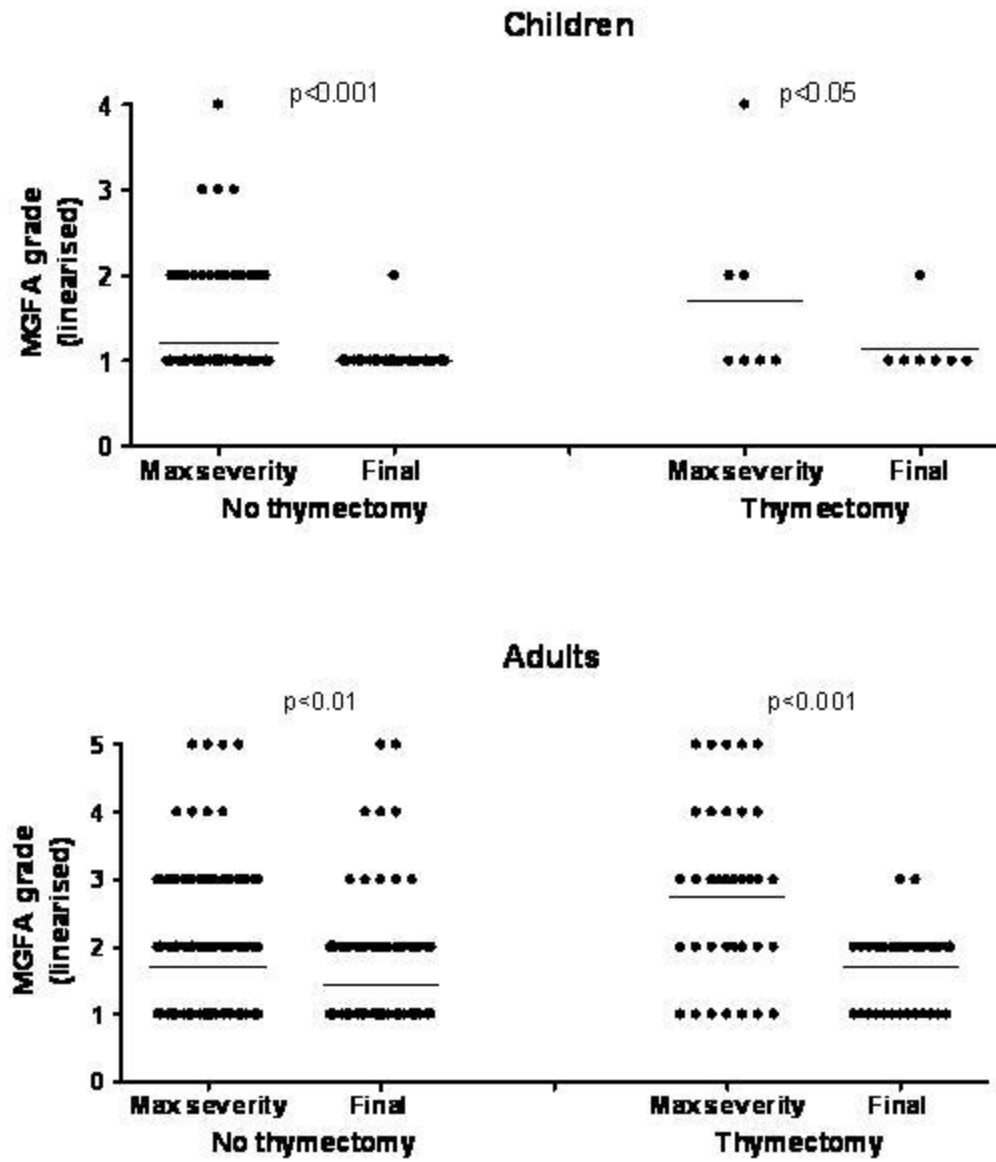 Children
p<0.001 p<0.05
4
3
2
1
0
MGFA grade
(linearised)
Max severity Final Max severity Final
No thymectomy Thymectomy
Adults
p<0.01 p<0.001
5
4
3
2
1
0
MGFA grade
(linearised)
Max severity Final Max severity Final
No thymectomy Thymectomy